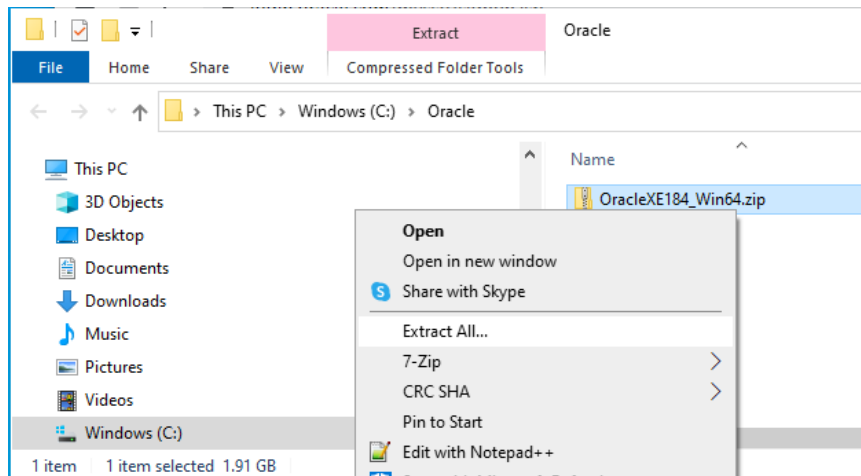 Extract
Oracle
File
Home
Share
View
Compressed Folder Tools
This PC > Windows (C:) > Oracle
This PC
3D Objects
Desktop
Documents
Downloads
Music
Pictures
Videos
Windows (C:)
Name
OracleXE184_Win64.zip
Open
Open in new window
Share with Skype
Extract All...
7-Zip
CRC SHA
Pin to Start
Edit with Notepad++
1 item
1 item selected 1.91 GB